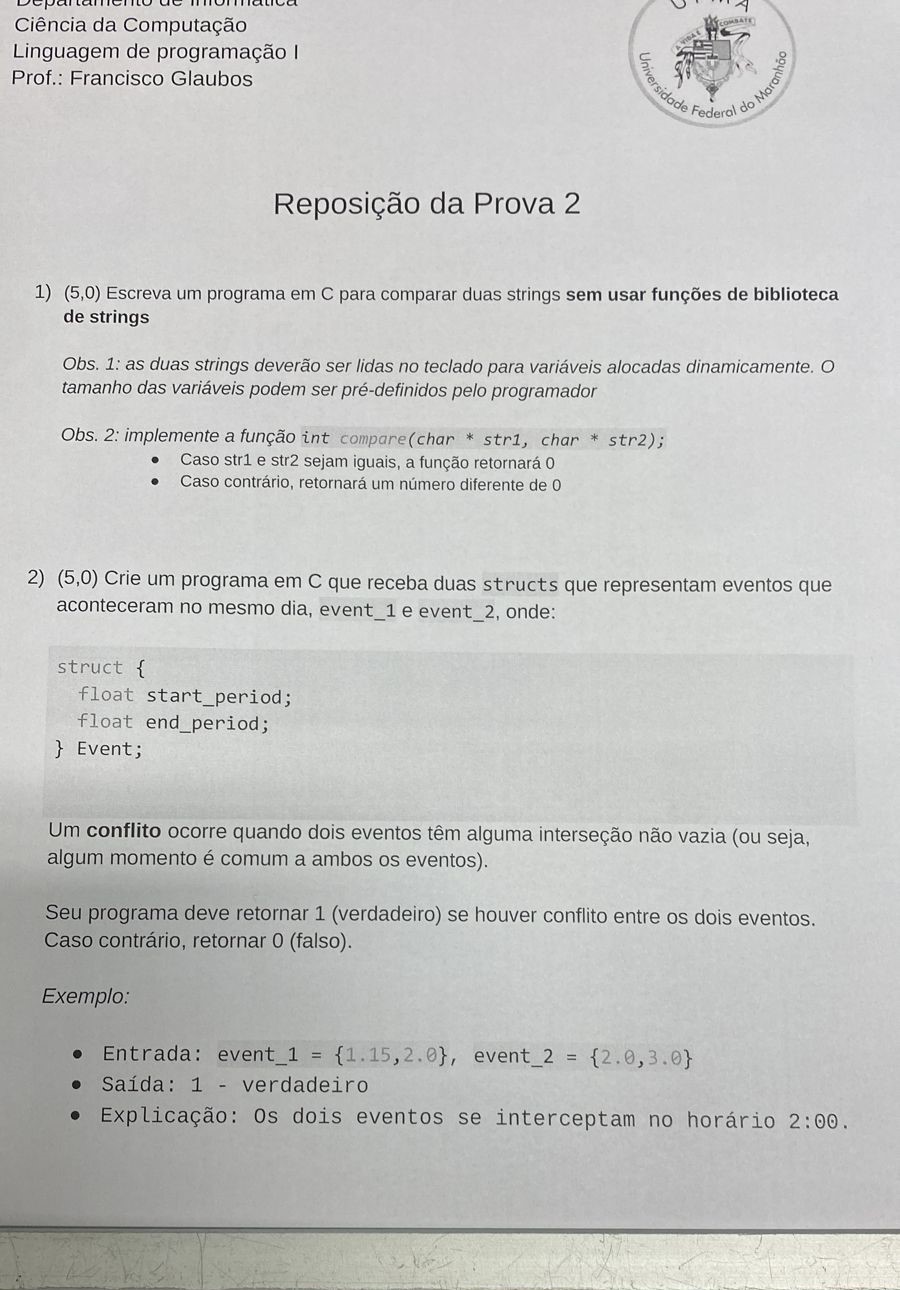 Departamento de Informática
Ciência da Computação
Linguagem de programação I
Prof.: Francisco Glaubos
A VIDA É COMBATE
Universidade Federal do Maranhão
Reposição da Prova 2
1) (5,0) Escreva um programa em C para comparar duas strings sem usar funções de biblioteca
de strings
Obs. 1: as duas strings deverão ser lidas no teclado para variáveis alocadas dinamicamente. O
tamanho das variáveis podem ser pré-definidos pelo programador
Obs. 2: implemente a função int compare(char * str1, char * str2);
• Caso str1 e str2 sejam iguais, a função retornará 0
• Caso contrário, retornará um número diferente de 0
2) (5,0) Crie um programa em C que receba duas structs que representam eventos que
aconteceram no mesmo dia, event_1 e event_2, onde:
struct {
float start_period;
float end_period;
} Event;
Um conflito ocorre quando dois eventos têm alguma interseção não vazia (ou seja,
algum momento é comum a ambos os eventos).
Seu programa deve retornar 1 (verdadeiro) se houver conflito entre os dois eventos.
Caso contrário, retornar 0 (falso).
Exemplo:
• Entrada: event_1 = {1.15,2.0}, event_2 = {2.0,3.0}
• Saída: 1 - verdadeiro
• Explicação: Os dois eventos se interceptam no horário 2:00.